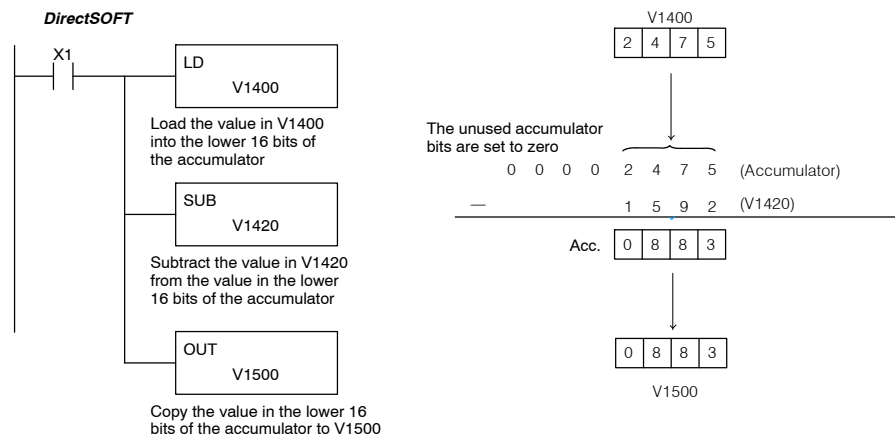 DirectSOFT
X1
LD
V1400
Load the value in V1400
into the lower 16 bits of
the accumulator
SUB
V1420
Subtract the value in V1420
from the value in the lower
16 bits of the accumulator
OUT
V1500
Copy the value in the lower 16
bits of the accumulator to V1500
V1400
2 4 7 5
The unused accumulator
bits are set to zero
0 0 0 0 2 4 7 5 (Accumulator)
— 1 5 9 2 (V1420)
Acc. 0 8 8 3
0 8 8 3
V1500